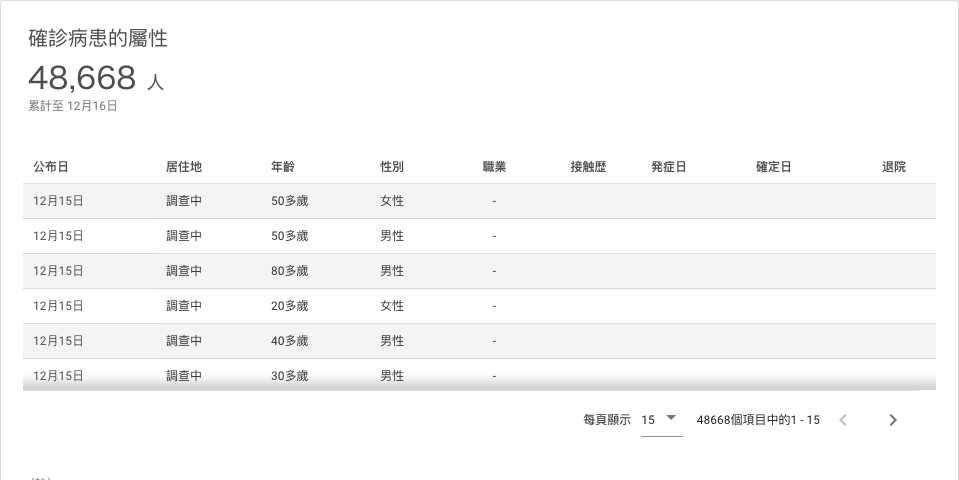 確診病患的屬性
48,668 人
累計至 12月16日
公布日 居住地 年齡 性別 職業 接触歴 発症日 確定日 退院
12月15日 調查中 50多歲 女性 -
12月15日 調查中 50多歲 男性 -
12月15日 調查中 80多歲 男性 -
12月15日 調查中 20多歲 女性 -
12月15日 調查中 40多歲 男性 -
12月15日 調查中 30多歲 男性 -
每頁顯示 15 48668個項目中的1 - 15